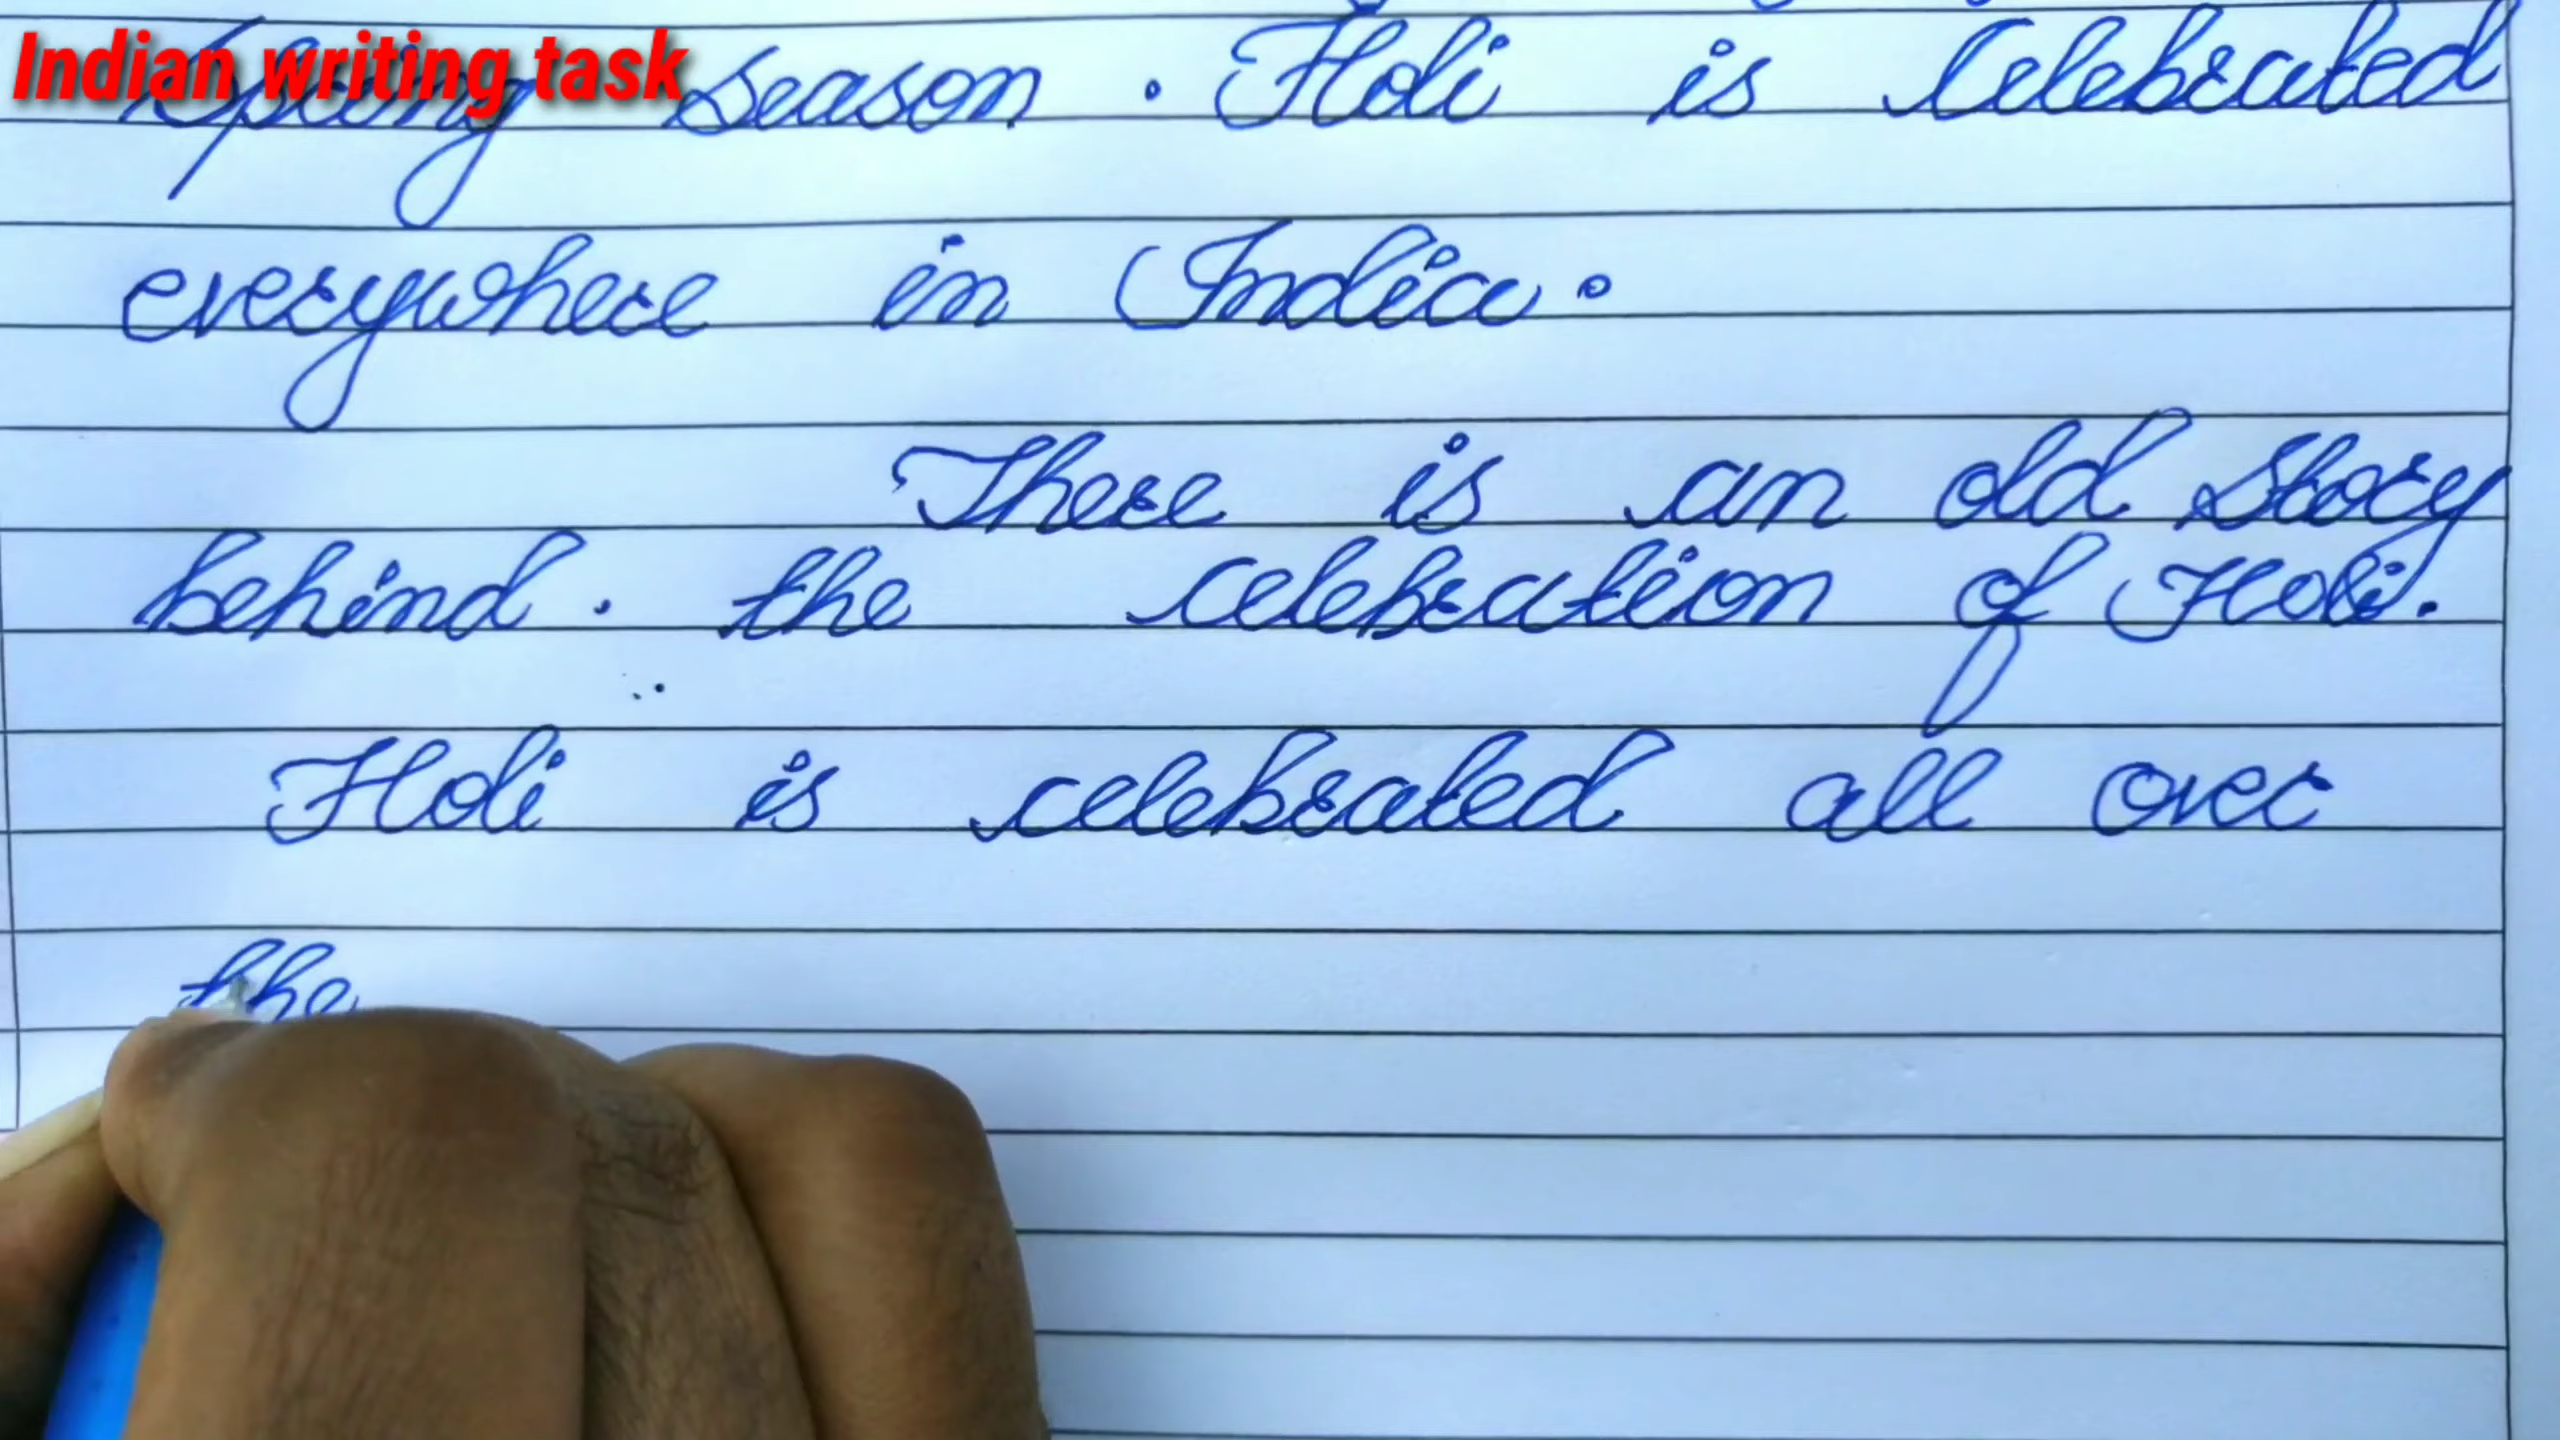 Indian writing task
Spring Season. Holi is Celebrated
everywhere in India.
There is an old Story
behind. the celebration of Holi.
Holi is celebrated all over
the